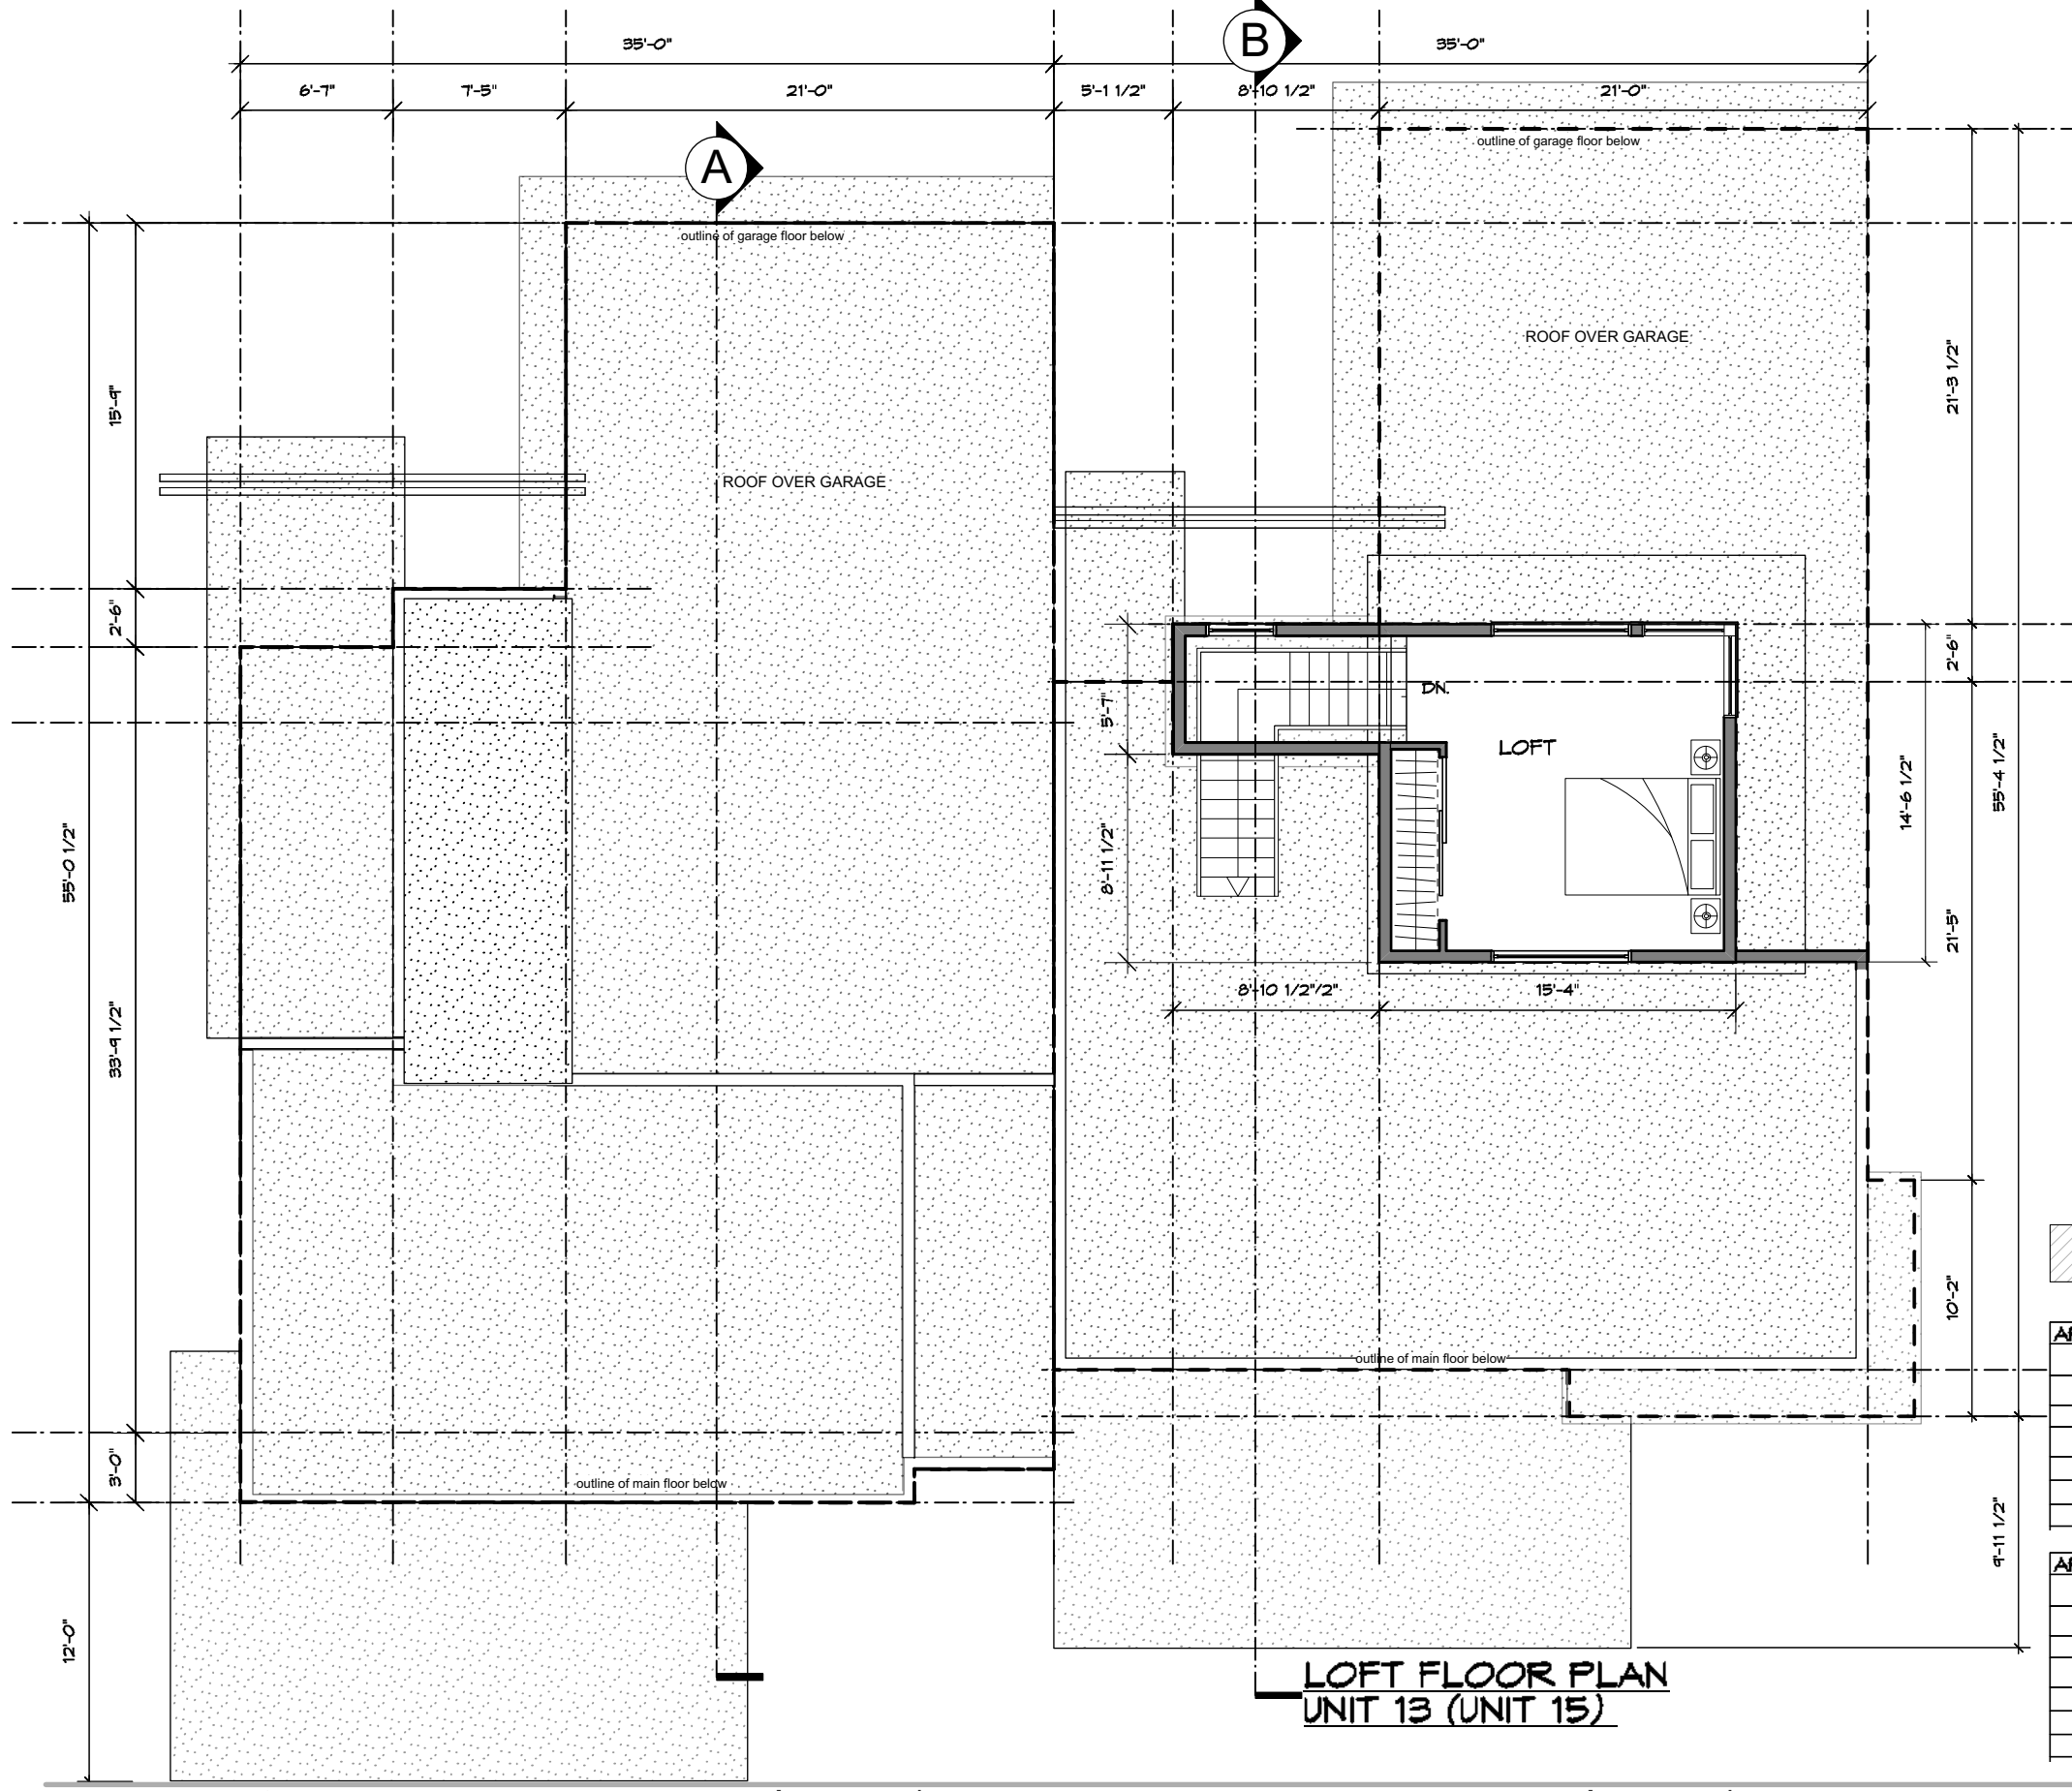 B
35'-0"
35'-0"
6'-7"
7'-5"
21'-0"
5'-1 1/2"
8'-10 1/2"
21'-0"
outline of garage floor below
A
outline of garage floor below
ROOF OVER GARAGE
21'-3 1/2"
15'-9"
ROOF OVER GARAGE
2'-6"
2'-6"
DN.
5'-7"
LOFT
55'-4 1/2"
14'-6 1/2"
55'-0 1/2"
8'-11 1/2"
21'-5"
8'-10 1/2"/2"
15'-4"
33'-9 1/2"
10'-2"
outline of main floor below
3'-0"
outline of main floor below
9'-11 1/2"
12'-0"
LOFT FLOOR PLAN
UNIT 13 (UNIT 15)